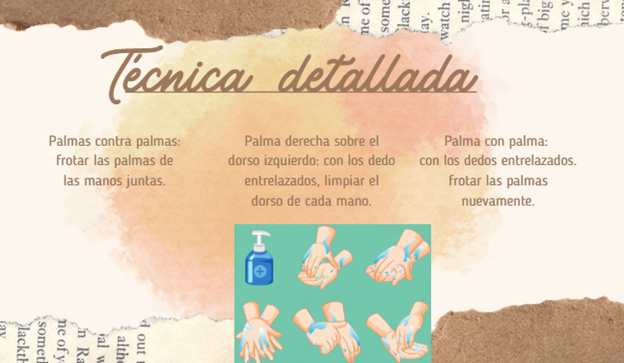 Técnica detallada
Palmas contra palmas:
frotar las palmas de
las manos juntas.
Palma derecha sobre el
dorso izquierdo: con los dedo
entrelazados, limpiar el
dorso de cada mano.
Palma con palma:
con los dedos entrelazados.
frotar las palmas
nuevamente.